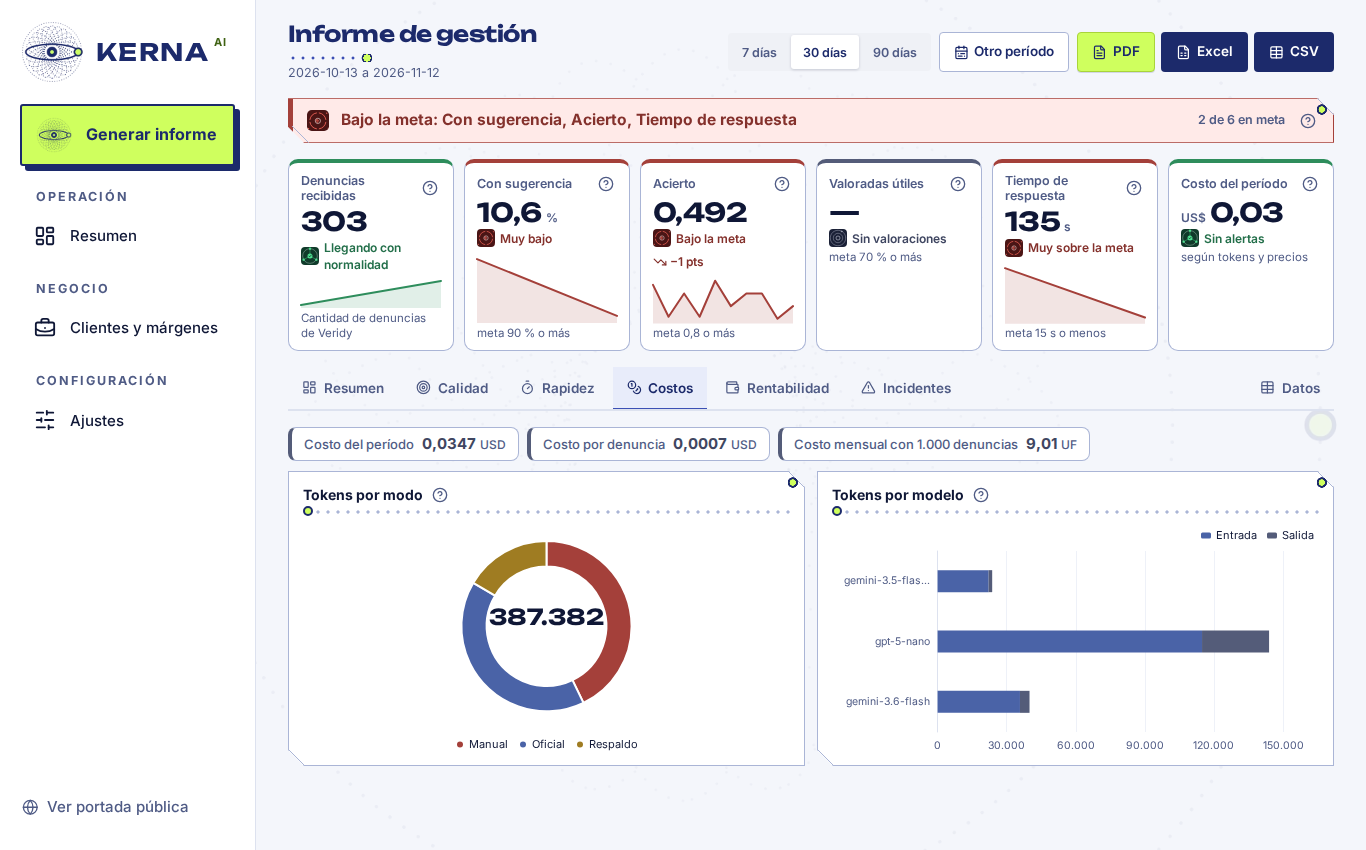 KERNA AI
Generar informe
OPERACIÓN
Resumen
NEGOCIO
Clientes y márgenes
CONFIGURACIÓN
Ajustes
Ver portada pública
Informe de gestión
2026-10-13 a 2026-11-12
7 días
30 días
90 días
Otro período
PDF
Excel
CSV
Bajo la meta: Con sugerencia, Acierto, Tiempo de respuesta
2 de 6 en meta
Denuncias
recibidas
303
Llegando con
normalidad
Cantidad de denuncias
de Veridy
Con sugerencia
10,6 %
Muy bajo
meta 90 % o más
Acierto
0,492
Bajo la meta
−1 pts
meta 0,8 o más
Valoradas útiles
—
Sin valoraciones
meta 70 % o más
Tiempo de
respuesta
135 s
Muy sobre la meta
meta 15 s o menos
Costo del período
US$ 0,03
Sin alertas
según tokens y precios
Resumen
Calidad
Rapidez
Costos
Rentabilidad
Incidentes
Datos
Costo del período 0,0347 USD
Costo por denuncia 0,0007 USD
Costo mensual con 1.000 denuncias 9,01 UF
Tokens por modo
387.382
Manual
Oficial
Respaldo
Tokens por modelo
Entrada
Salida
gemini-3.5-flas...
gpt-5-nano
gemini-3.6-flash
0
30.000
60.000
90.000
120.000
150.000